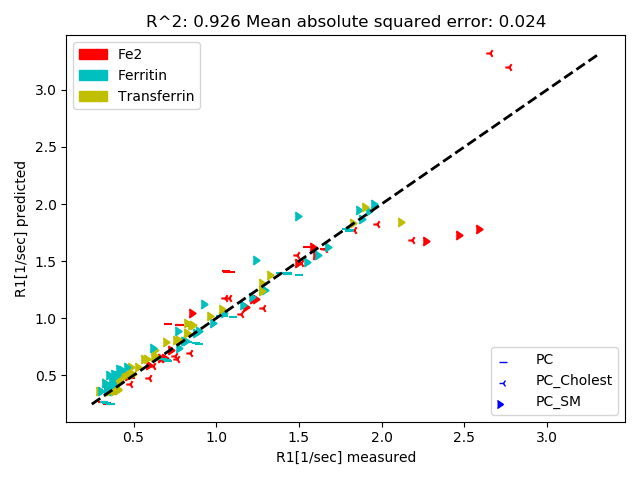 R^2: 0.926 Mean absolute squared error: 0.024
Fe2
Ferritin
Transferrin
R1[1/sec] predicted
3.0
2.5
2.0
1.5
1.0
0.5
PC
PC_Cholest
PC_SM
0.5 1.0 1.5 2.0 2.5 3.0
R1[1/sec] measured